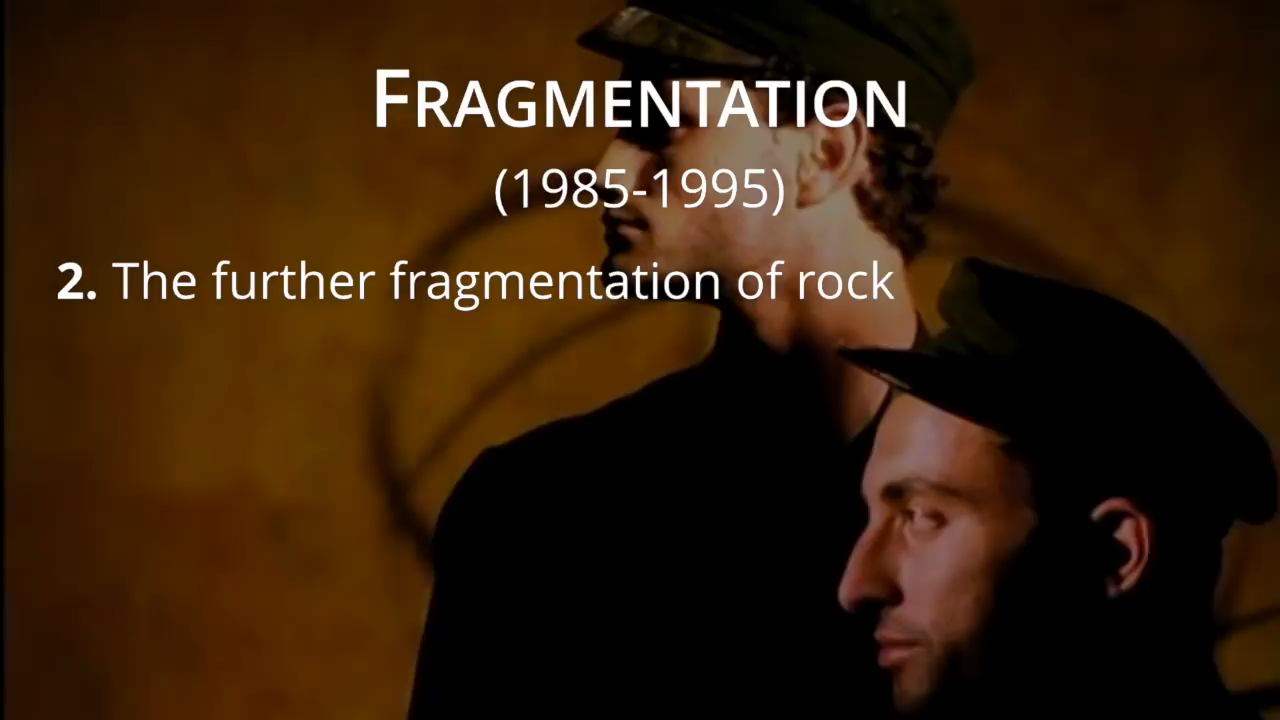 FRAGMENTATION
(1985-1995)
2. The further fragmentation of rock